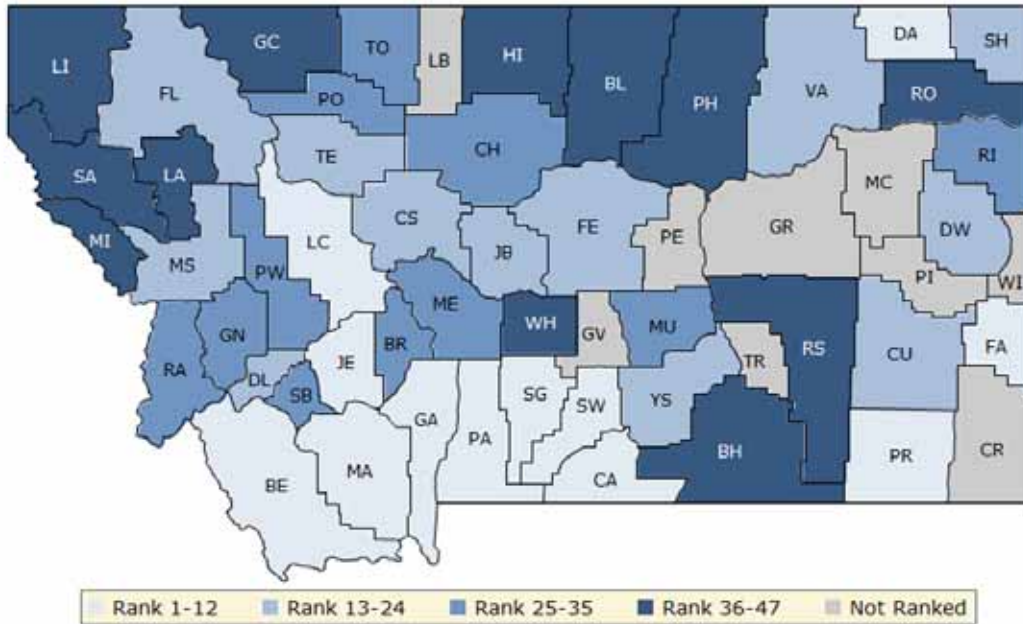 DA SH
LI GC TO LB HI BL PH VA RO
FL PO
SA LA TE CH MC RI
MI MS LC CS JB FE PE GR DW
PW PI WI
GN ME WH GV MU RS CU FA
RA DL SB JE BR SG SW YS TR
BE MA GA PA CA BH PR CR
Rank 1-12 Rank 13-24 Rank 25-35 Rank 36-47 Not Ranked